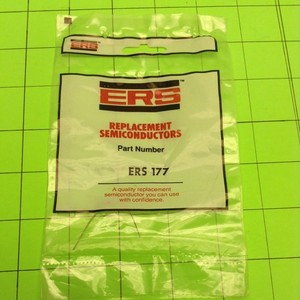 ERS
ERS
REPLACEMENT
SEMICONDUCTORS
Part Number
ERS 177
A quality replacement
semiconductor you can use
with confidence.